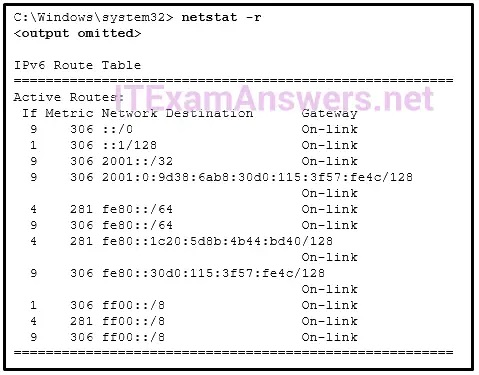 C:\Windows\system32> netstat -r
<output omitted>
IPv6 Route Table
===========================================================
Active Routes:
ITExamAnswers.net
If Metric Network Destination Gateway
9 306 ::/0 On-link
1 306 ::1/128 On-link
9 306 2001::/32 On-link
9 306 2001:0:9d38:6ab8:30d0:115:3f57:fe4c/128
On-link
4 281 fe80::/64 On-link
9 306 fe80::/64 On-link
4 281 fe80::1c20:5d8b:4b44:bd40/128
On-link
9 306 fe80::30d0:115:3f57:fe4c/128
On-link
1 306 ff00::/8 On-link
4 281 ff00::/8 On-link
9 306 ff00::/8 On-link
===========================================================